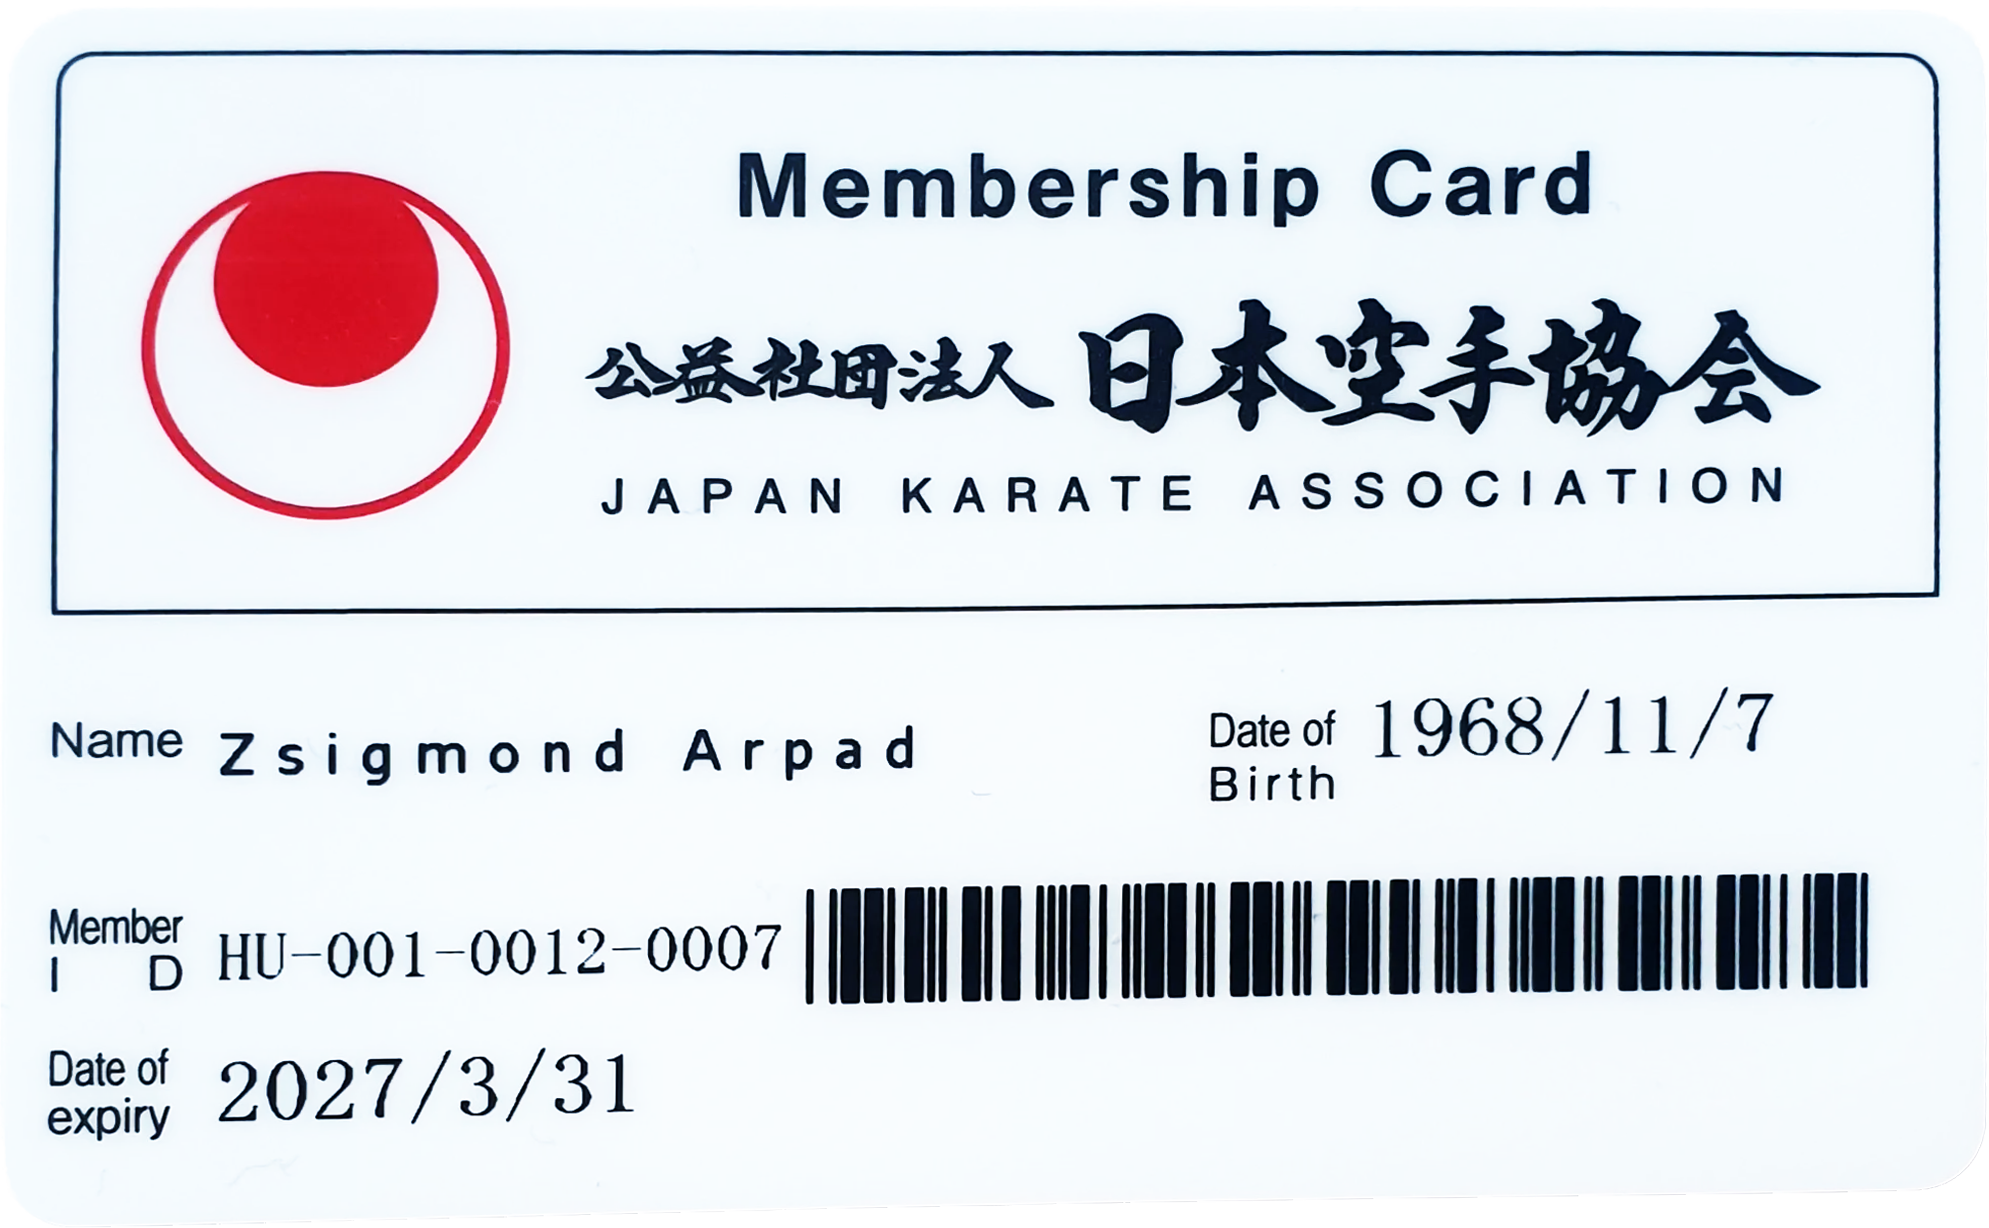 Membership Card
公益社団法人 日本空手協会
JAPAN KARATE ASSOCIATION
Name Zsigmond Arpad
Date of Birth 1968/11/7
Member ID HU-001-0012-0007
Date of expiry 2027/3/31